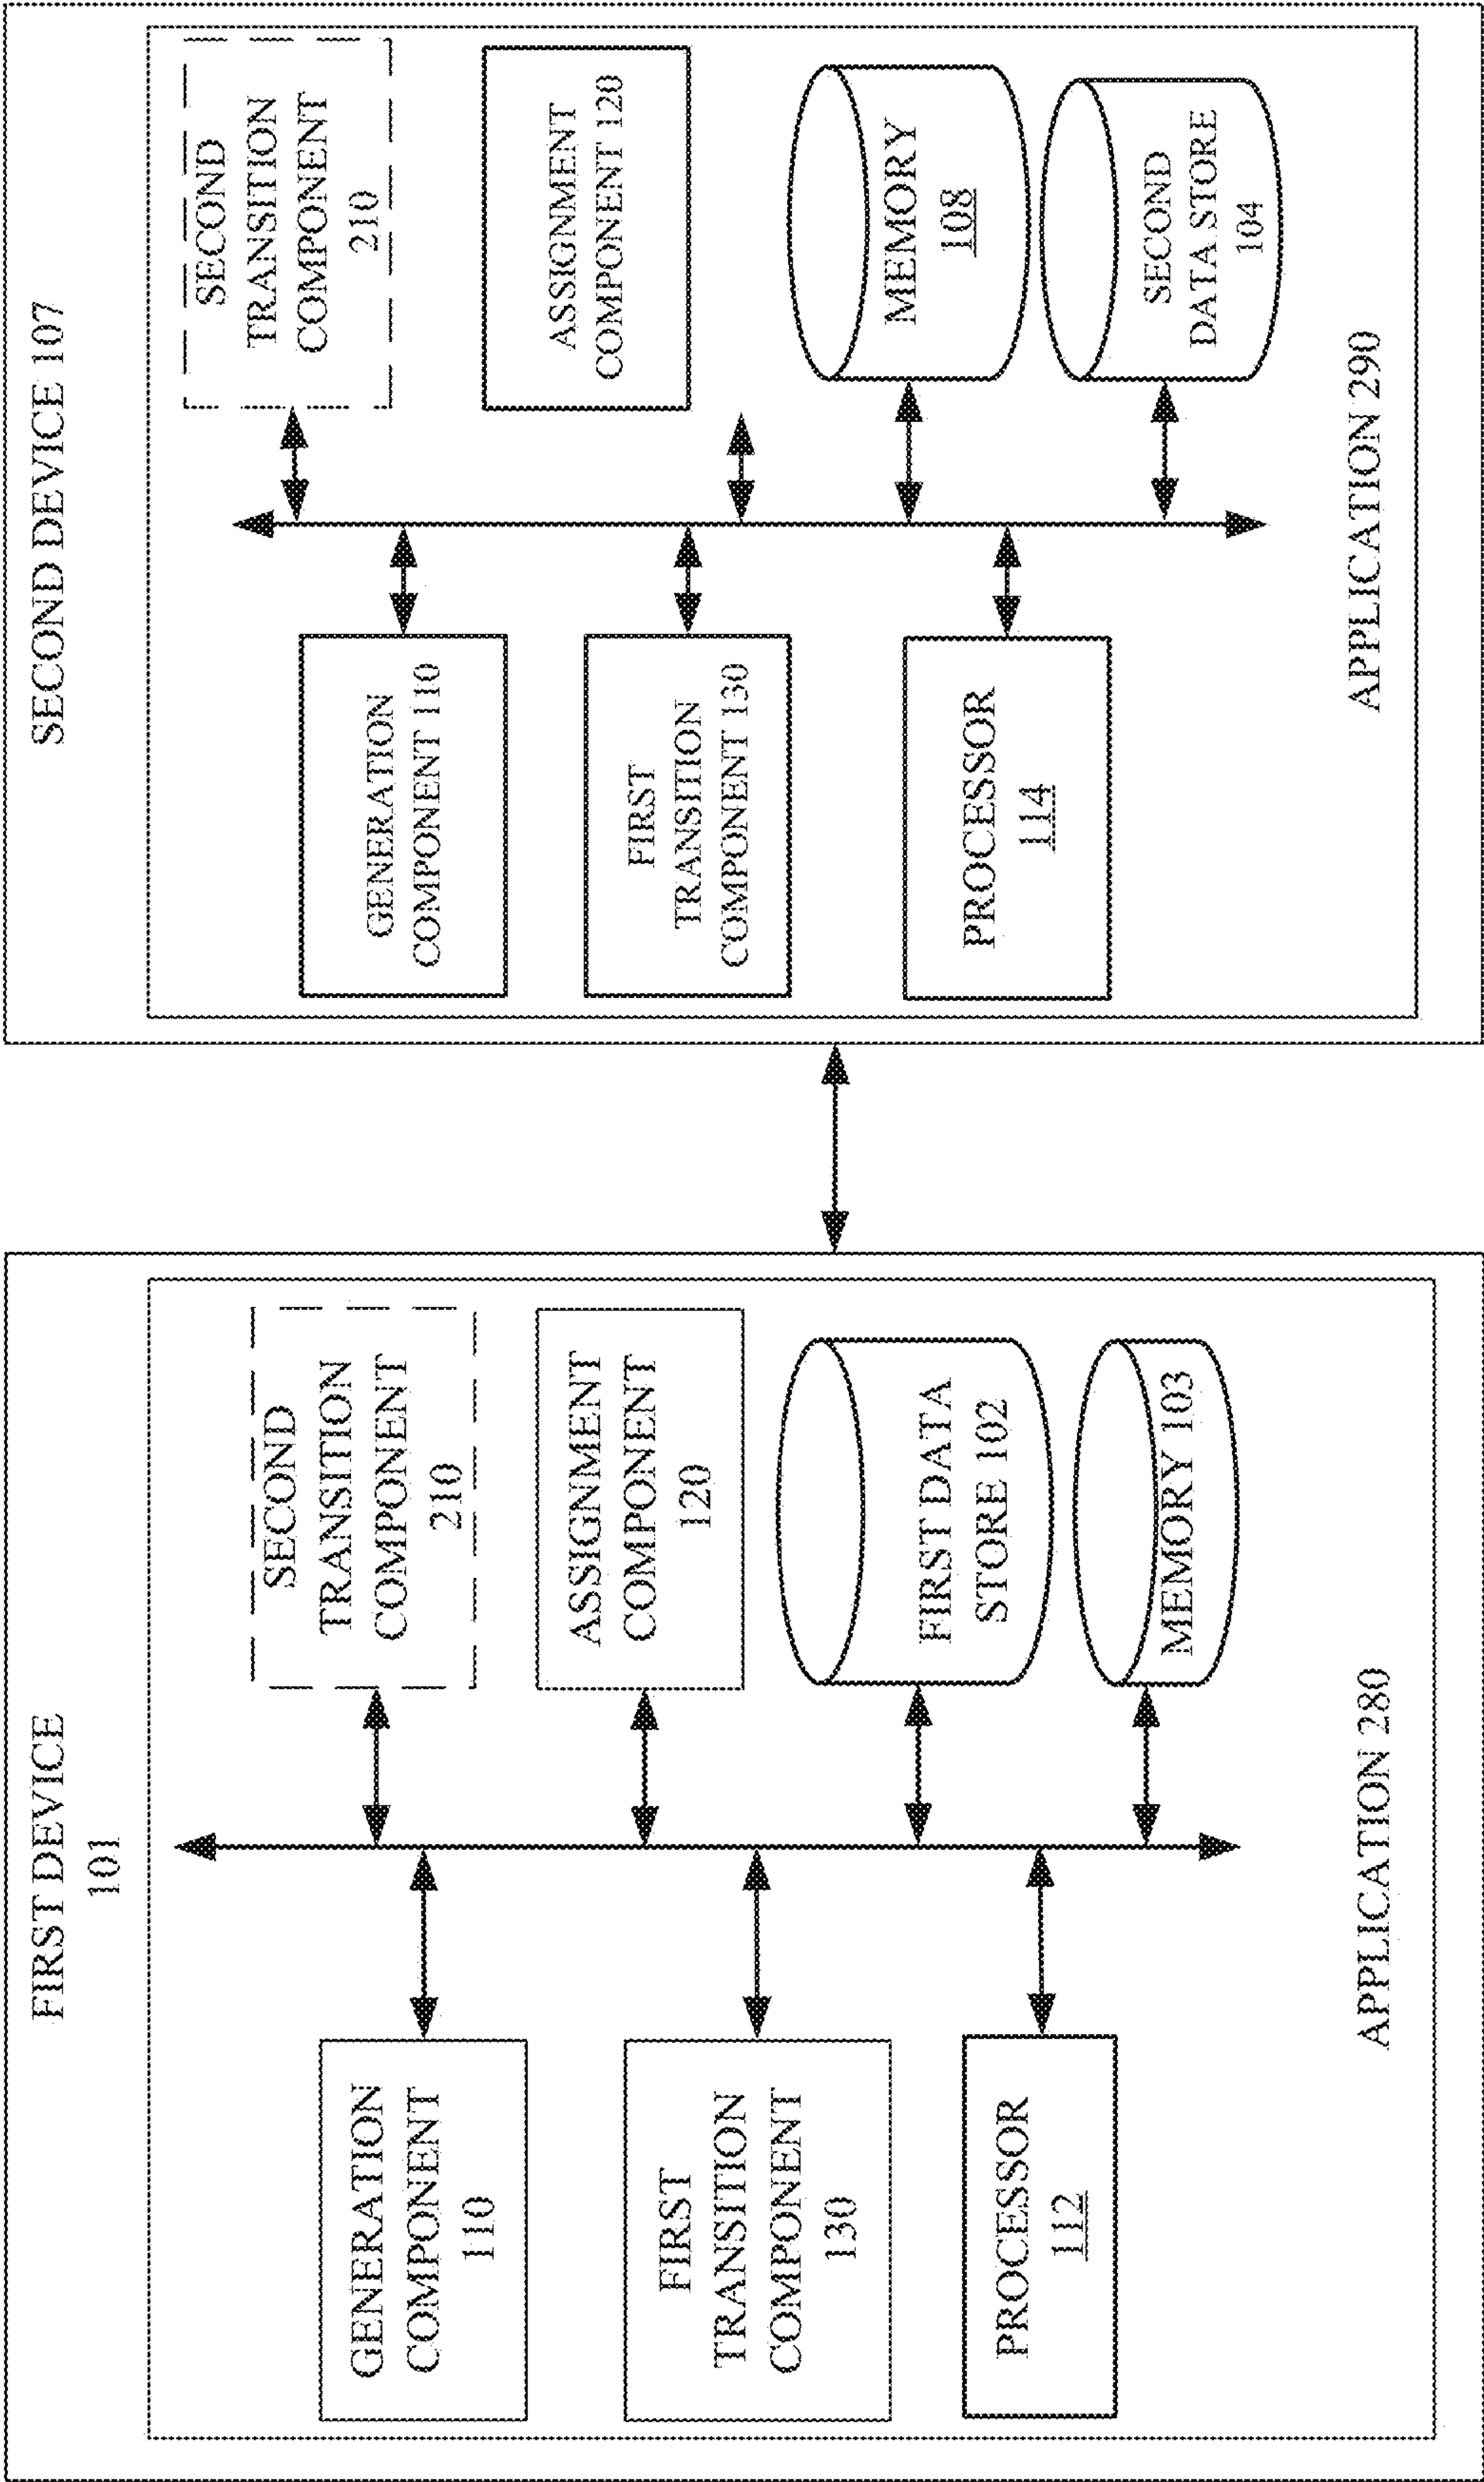 FIRST DEVICE
101
GENERATION
COMPONENT
110
FIRST
TRANSITION
COMPONENT
130
PROCESSOR
112
SECOND
TRANSITION
COMPONENT
210
ASSIGNMENT
COMPONENT
120
FIRST DATA
STORE 102
MEMORY 103
APPLICATION 280
SECOND DEVICE 107
GENERATION
COMPONENT 110
FIRST
TRANSITION
COMPONENT 130
PROCESSOR
114
SECOND
TRANSITION
COMPONENT
210
ASSIGNMENT
COMPONENT 120
MEMORY
108
SECOND
DATA STORE
104
APPLICATION 290